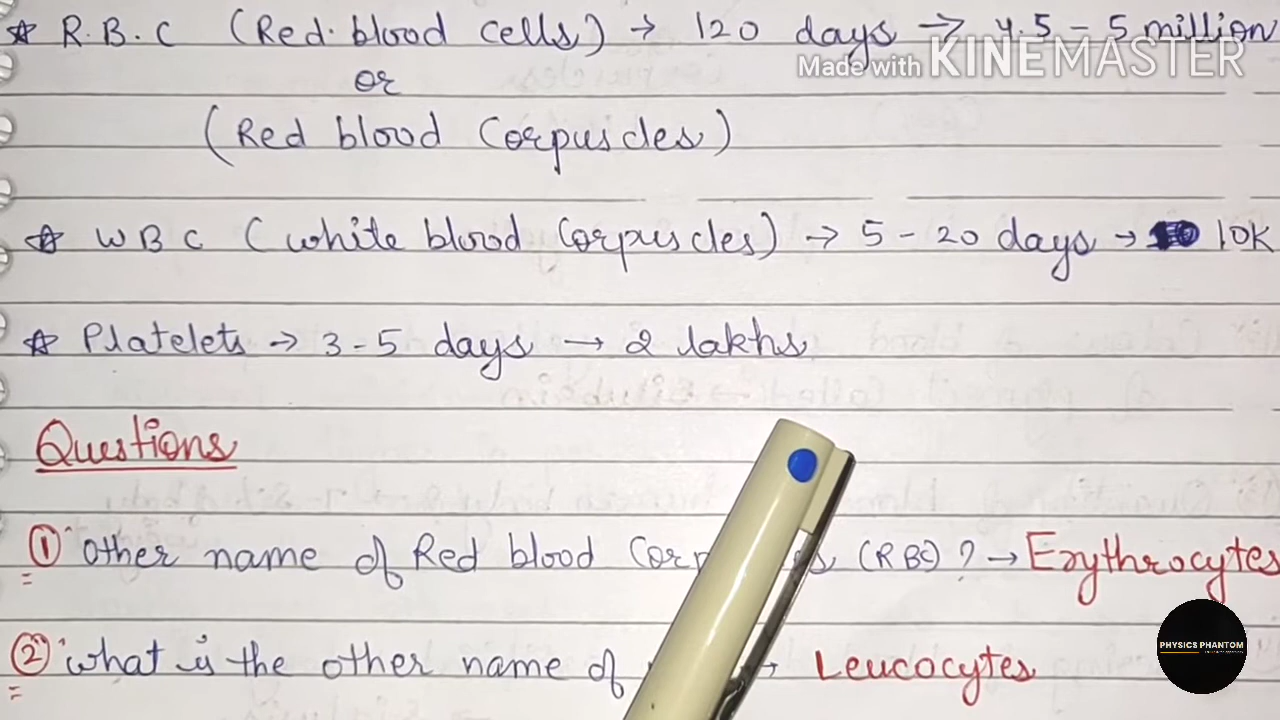 ☆ R.B.C (Red blood cells) → 120 days → 4.5 - 5 million
Made with KINEMASTER
or
(Red blood Corpuscles)
☆ WBC (white blood Corpuscles) → 5 - 20 days → 10K
☆ Platelets → 3 - 5 days → 2 lakhs
Questions
① Other name of Red blood (RBC) ? → Erythrocytes
② What is the other name of → Leucocytes
PHYSICS PHANTOM